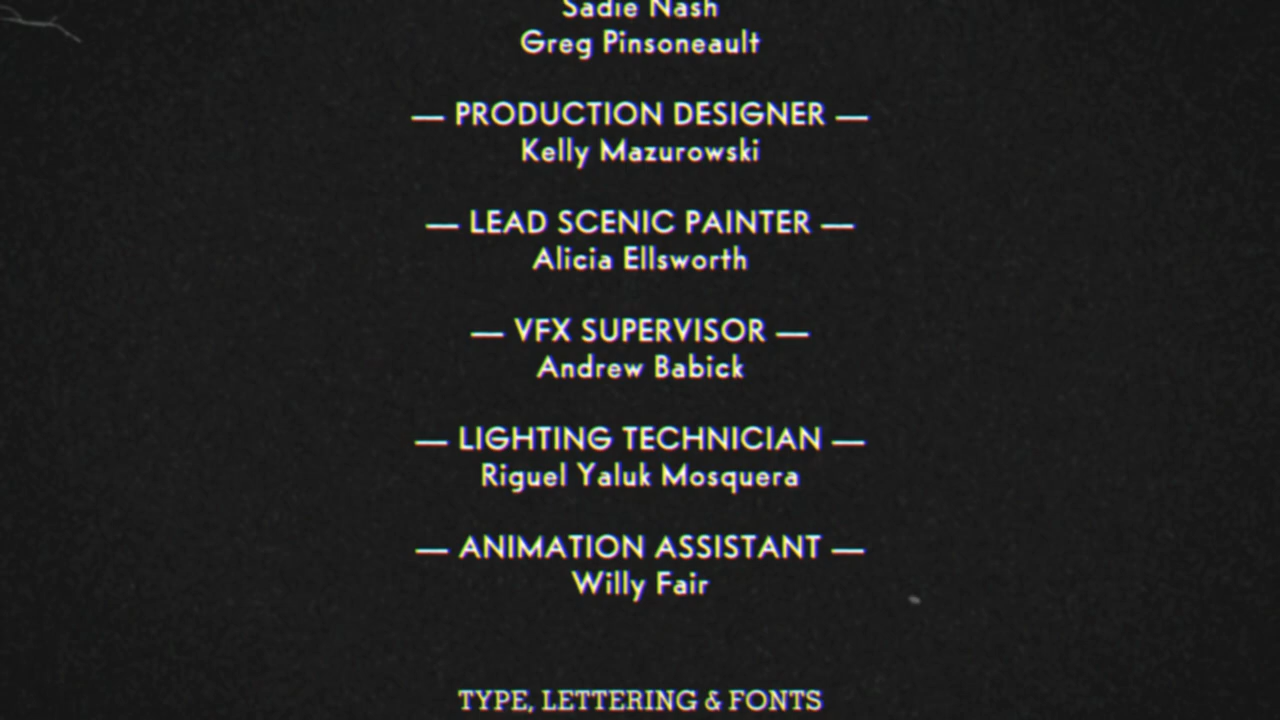 Sadie Nash
Greg Pinsoneault
— PRODUCTION DESIGNER —
Kelly Mazurowski
— LEAD SCENIC PAINTER —
Alicia Ellsworth
— VFX SUPERVISOR —
Andrew Babick
— LIGHTING TECHNICIAN —
Riguel Yaluk Mosquera
— ANIMATION ASSISTANT —
Willy Fair
TYPE, LETTERING & FONTS